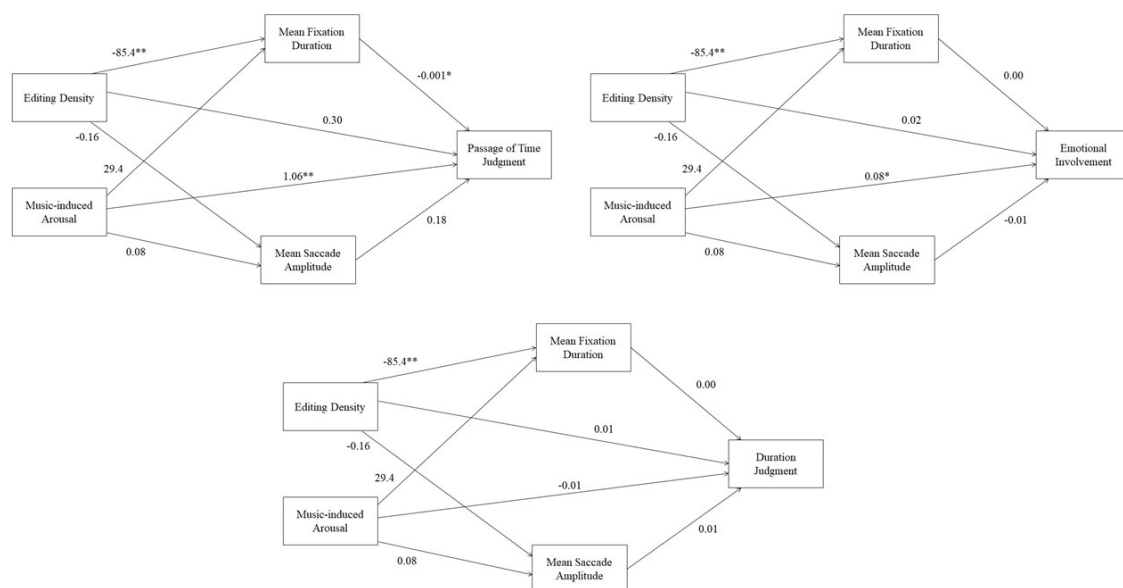 Mean Fixation
Duration
-85.4**
-0.001*
Editing Density
0.30
-0.16
Passage of Time
Judgment
29.4
1.06**
Music-induced
Arousal
0.18
0.08
Mean Saccade
Amplitude
Mean Fixation
Duration
-85.4**
0.00
Editing Density
0.02
-0.16
Emotional
Involvement
29.4
0.08*
Music-induced
Arousal
-0.01
0.08
Mean Saccade
Amplitude
Mean Fixation
Duration
-85.4**
0.00
Editing Density
0.01
-0.16
Duration
Judgment
29.4
-0.01
Music-induced
Arousal
0.01
0.08
Mean Saccade
Amplitude